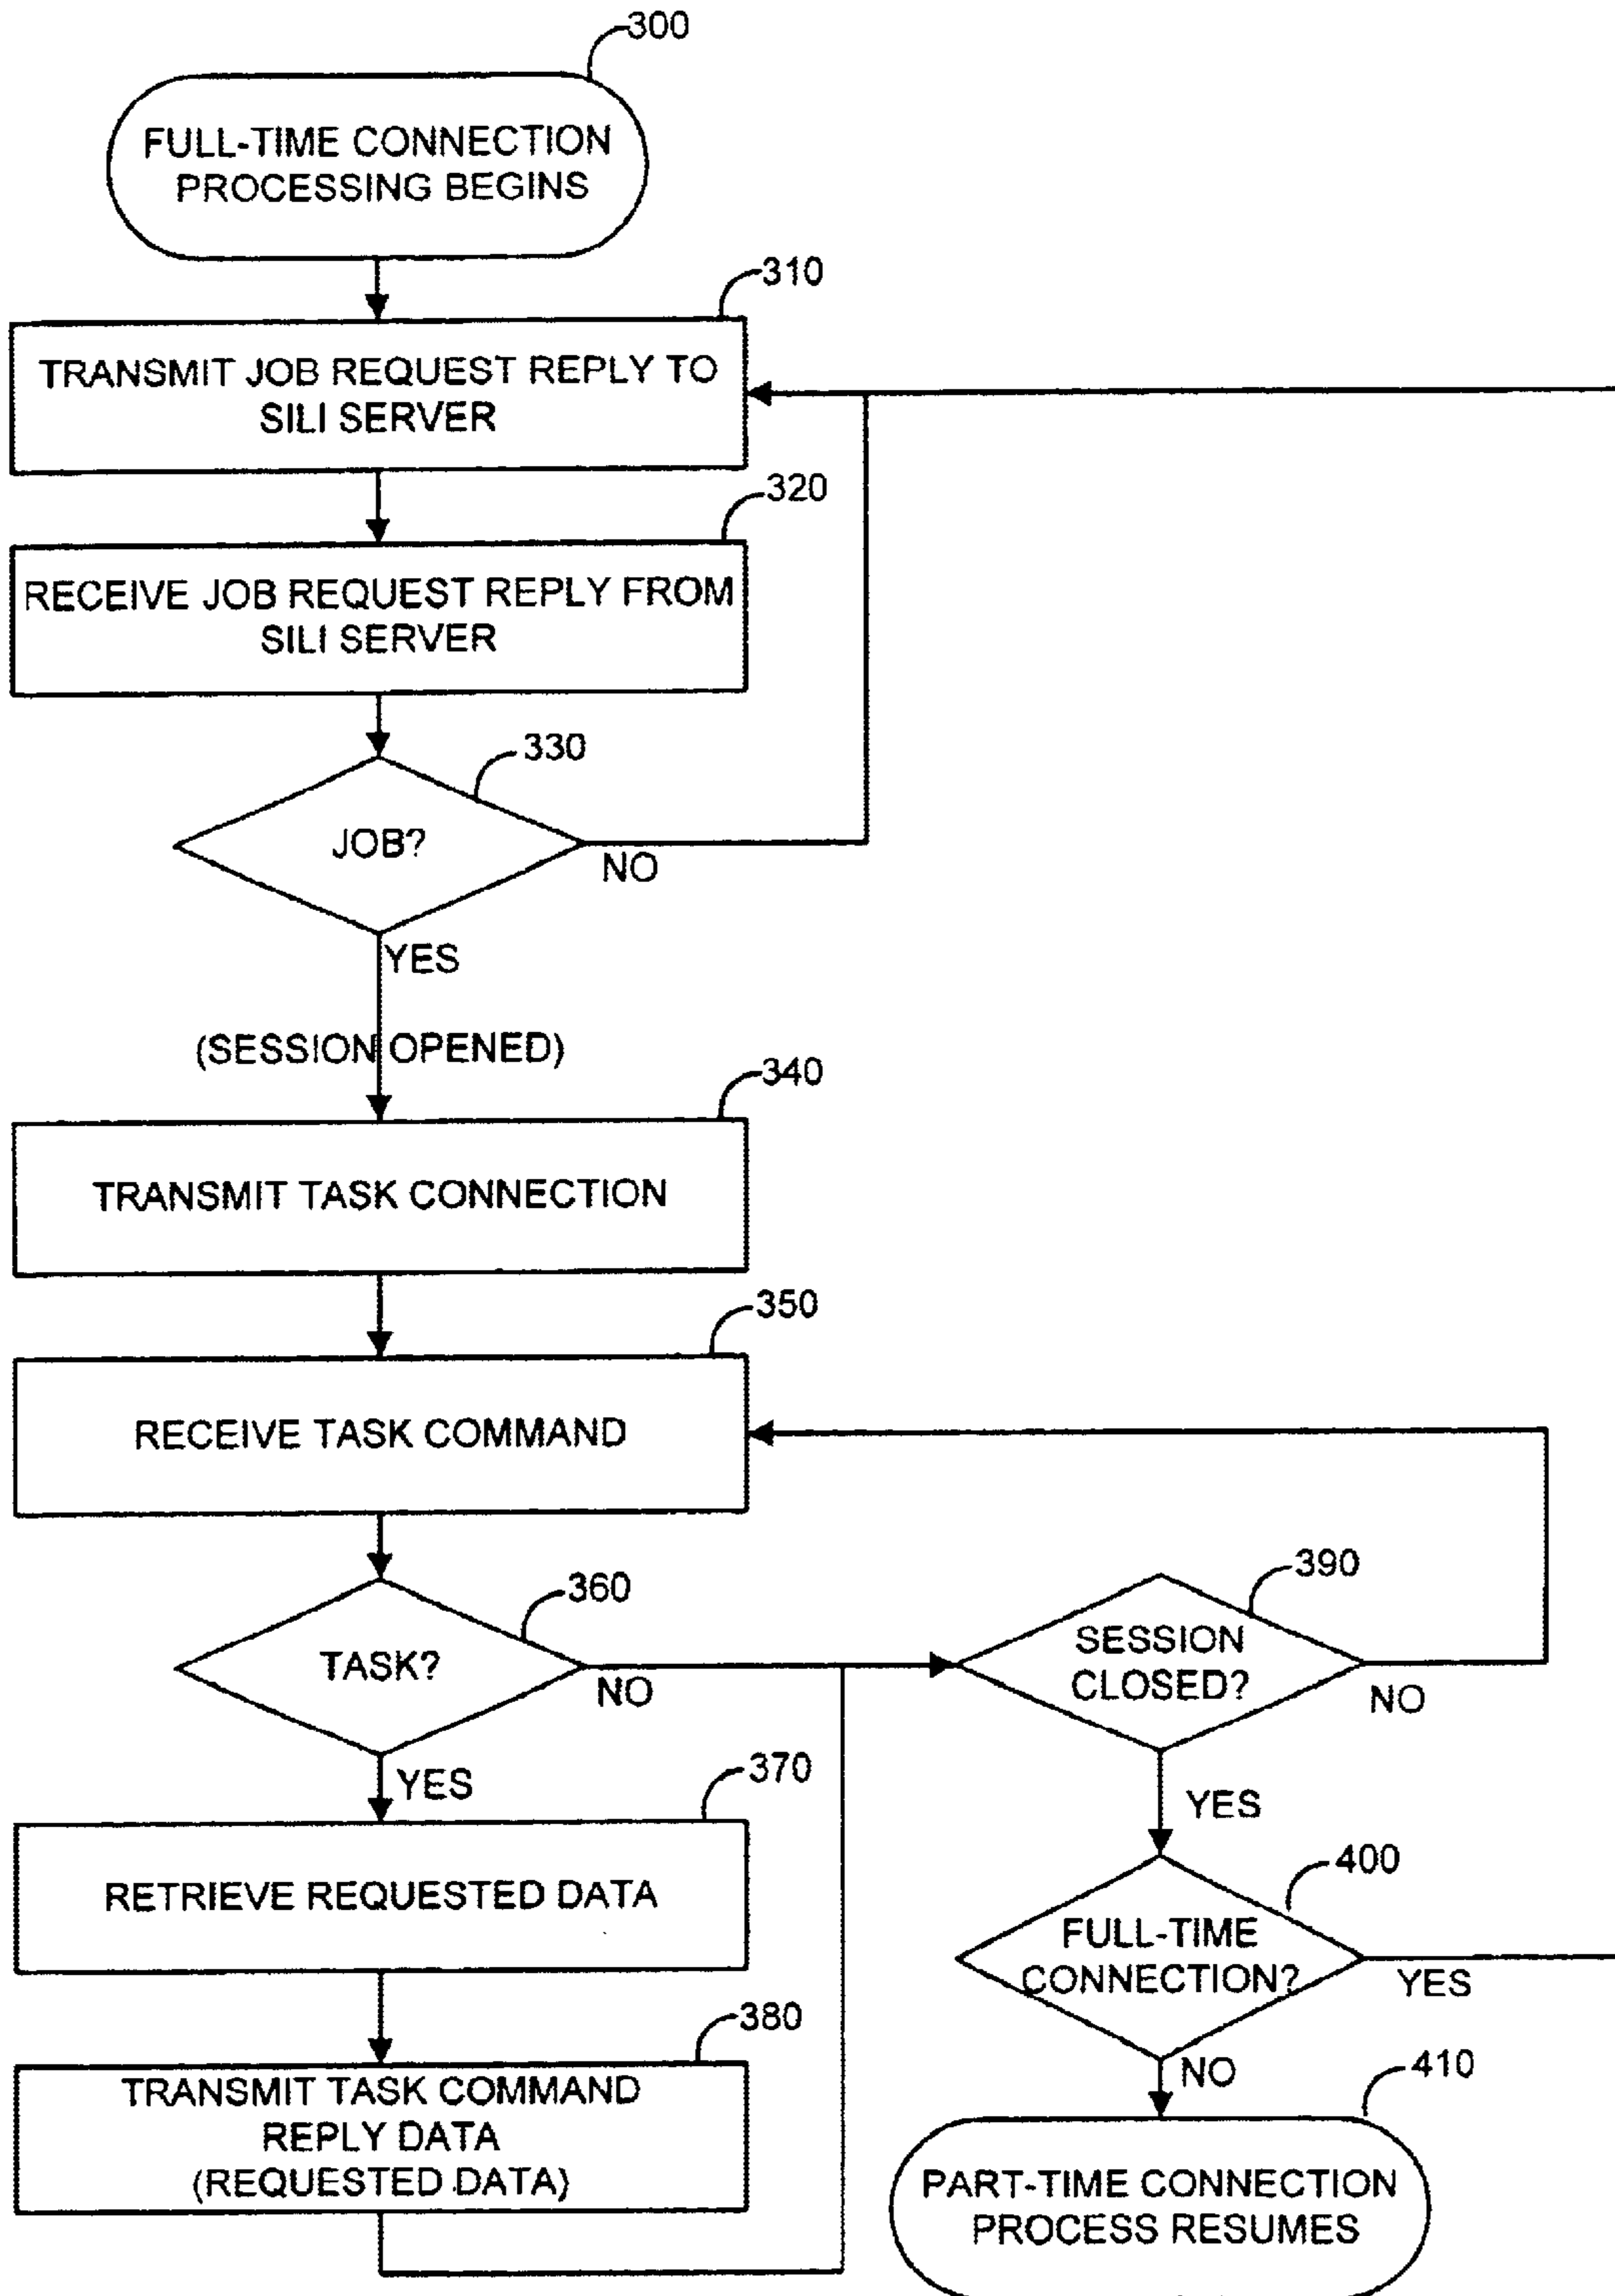 300
FULL-TIME CONNECTION
PROCESSING BEGINS
310
TRANSMIT JOB REQUEST REPLY TO
SILI SERVER
320
RECEIVE JOB REQUEST REPLY FROM
SILI SERVER
330
JOB?
NO
YES
(SESSION OPENED)
340
TRANSMIT TASK CONNECTION
350
RECEIVE TASK COMMAND
360
TASK?
NO
YES
370
RETRIEVE REQUESTED DATA
380
TRANSMIT TASK COMMAND
REPLY DATA
(REQUESTED DATA)
390
SESSION
CLOSED?
NO
YES
400
FULL-TIME
CONNECTION?
YES
NO
410
PART-TIME CONNECTION
PROCESS RESUMES